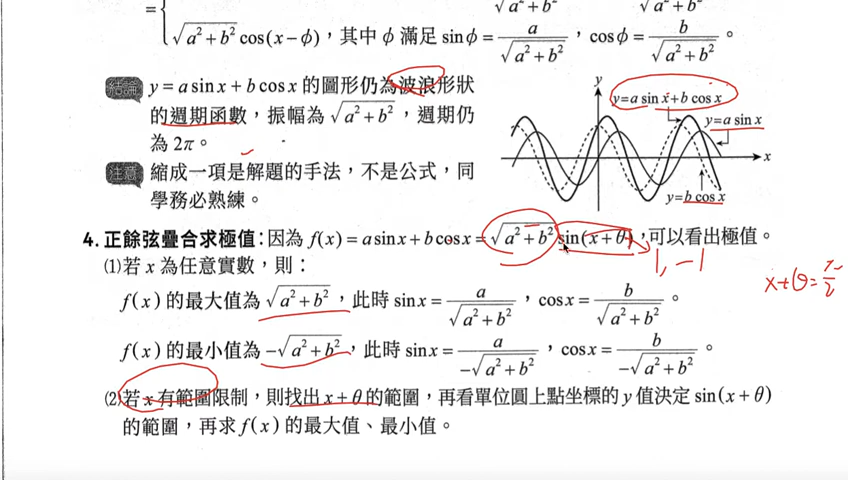 = √a²+b² cos(x−φ)，其中 φ 滿足 sinφ = a/√a²+b²，cosφ = b/√a²+b²。
結論 y = a sin x + b cos x 的圖形仍為波浪形狀
的週期函數，振幅為 √a²+b²，週期仍
為 2π。
注意 縮成一項是解題的手法，不是公式，同
學務必熟練。
y
y=a sin x+b cos x
y=a sin x
x
y=b cos x
4. 正餘弦疊合求極值：因為 f(x) = a sin x + b cos x = √a²+b² sin(x+θ)，可以看出極值。
1, −1
x+θ=π/2
⑴若 x 為任意實數，則：
f(x) 的最大值為 √a²+b²，此時 sin x = a/√a²+b²，cos x = b/√a²+b²。
f(x) 的最小值為 −√a²+b²，此時 sin x = a/−√a²+b²，cos x = b/−√a²+b²。
⑵若 x 有範圍限制，則找出 x+θ 的範圍，再看單位圓上點坐標的 y 值決定 sin(x+θ)
的範圍，再求 f(x) 的最大值、最小值。